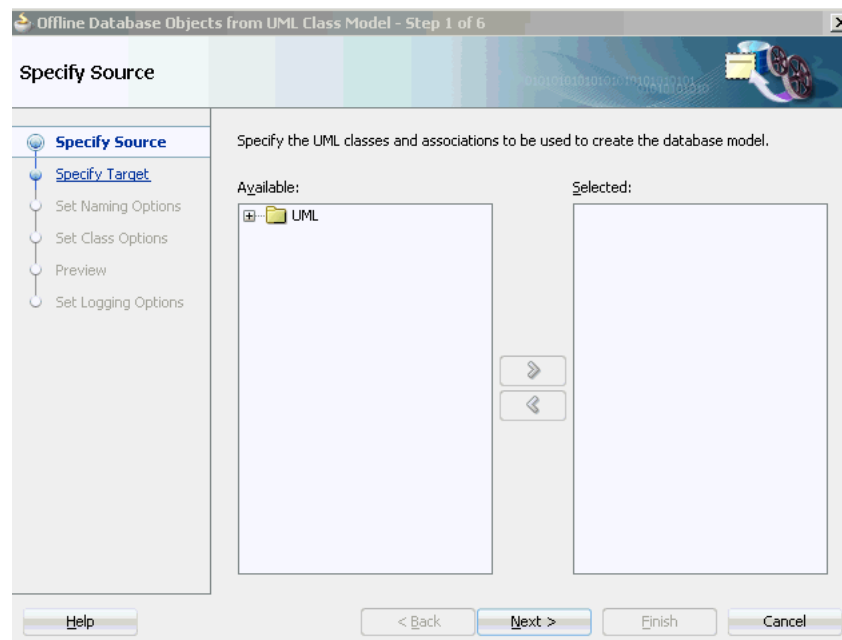 Offline Database Objects from UML Class Model - Step 1 of 6
Specify Source
Specify Source
Specify Target
Set Naming Options
Set Class Options
Preview
Set Logging Options
Specify the UML classes and associations to be used to create the database model.
Available:
Selected:
UML
Help
< Back
Next >
Finish
Cancel